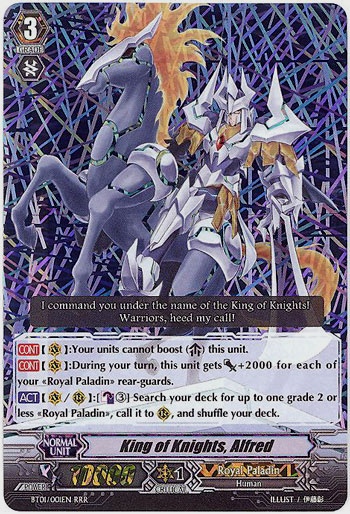 3
GRADE
I command you under the name of the King of Knights!
Warriors, heed my call!
CONT [ ]:Your units cannot boost ( ) this unit.
CONT [ ]:During your turn, this unit gets +2000 for each of
your «Royal Paladin» rear-guards.
ACT [ / ]:[ ③] Search your deck for up to one grade 2 or
less «Royal Paladin», call it to , and shuffle your deck.
NORMAL
UNIT
King of Knights, Alfred
POWER 10000
1
CRITICAL
Royal Paladin
Human
BT01/001EN RRR
ILLUST / 伊藤彰